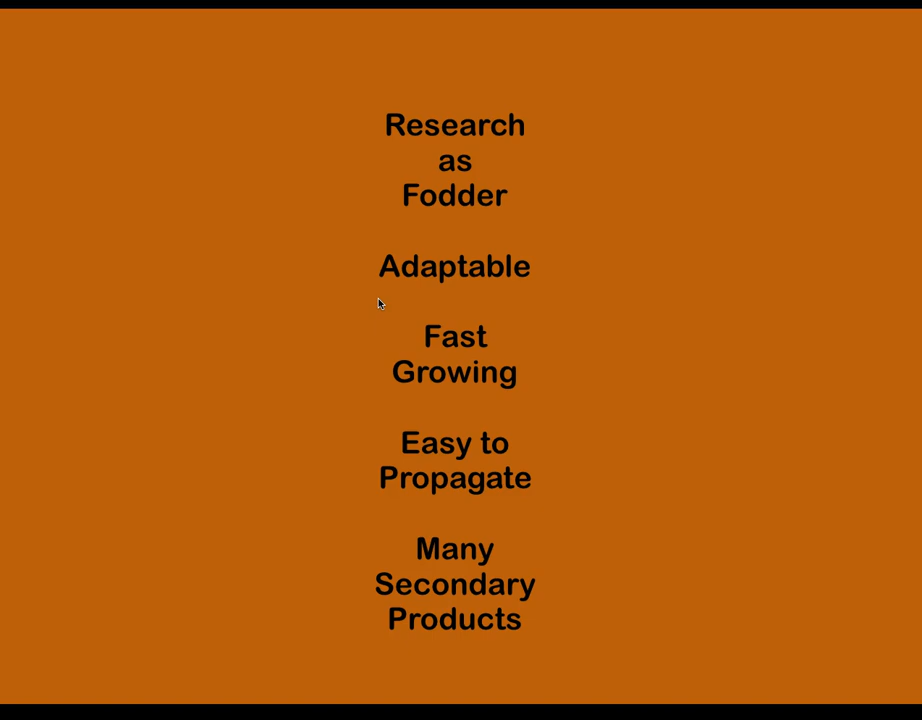 Research
as
Fodder
Adaptable
Fast
Growing
Easy to
Propagate
Many
Secondary
Products